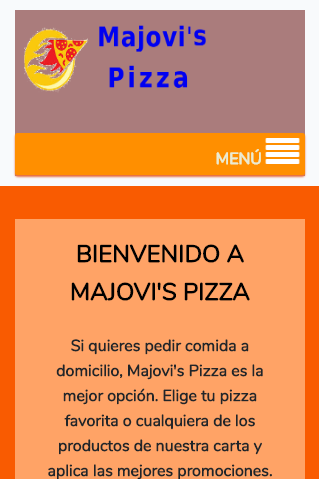 Majovi's
Pizza
MENÚ
BIENVENIDO A
MAJOVI'S PIZZA
Si quieres pedir comida a
domicilio, Majovi's Pizza es la
mejor opción. Elige tu pizza
favorita o cualquiera de los
productos de nuestra carta y
aplica las mejores promociones.